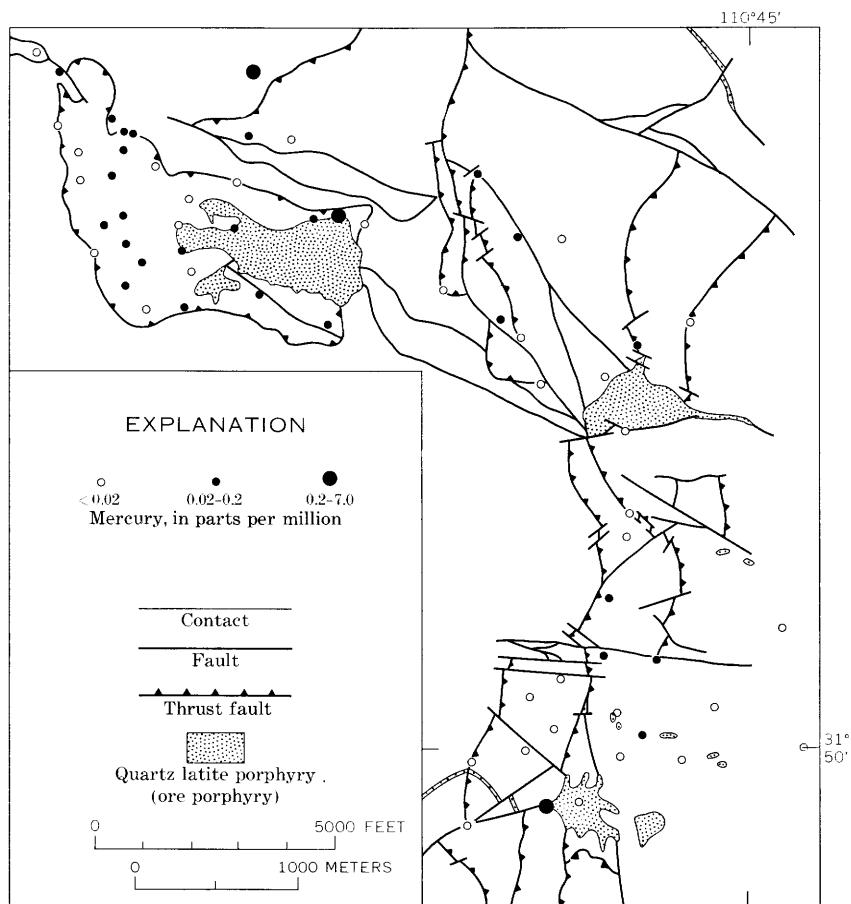 110°45'
EXPLANATION
<0.02 0.02–0.2 0.2–7.0
Mercury, in parts per million
Contact
Fault
Thrust fault
Quartz latite porphyry
(ore porphyry)
31°
50'
0 5000 FEET
0 1000 METERS